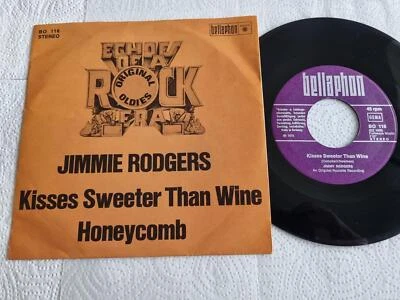 BO 116
STEREO
bellaphon
ECHOES
OF A
ROCK
ORIGINAL
OLDIES
ERA
JIMMIE RODGERS
Kisses Sweeter Than Wine
Honeycomb
bellaphon
45 rpm
GEMA
BO 116
STEREO
Kisses Sweeter Than Wine
JIMMY RODGERS
An Original Roulette Recording